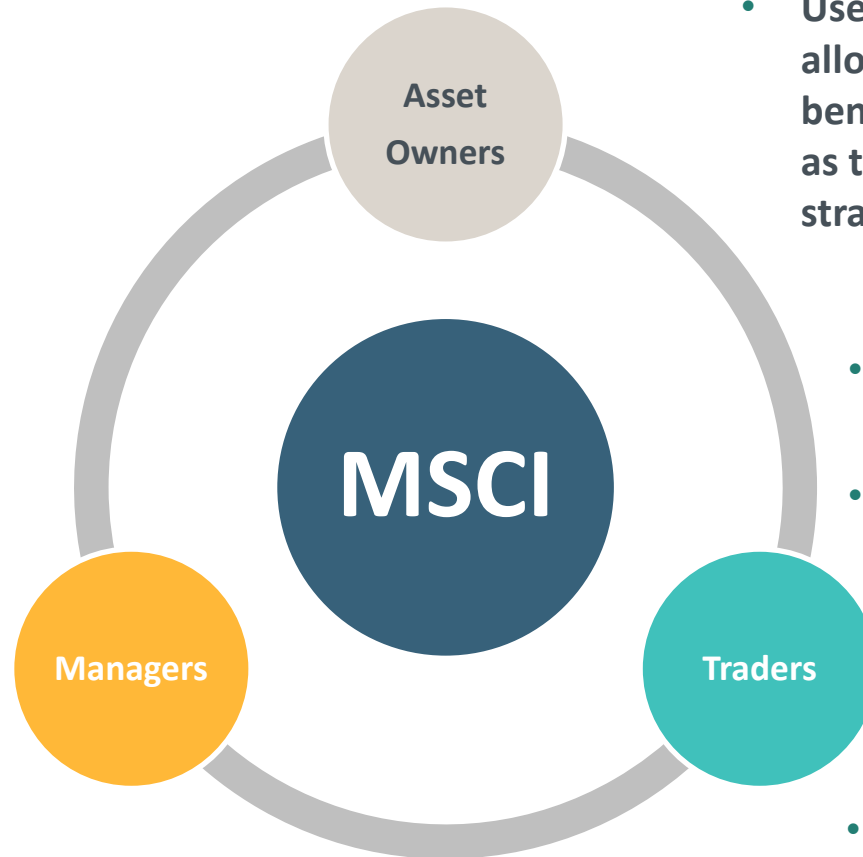 Asset
Owners
MSCI
Managers
Traders
Use
allo
ben
as t
stra